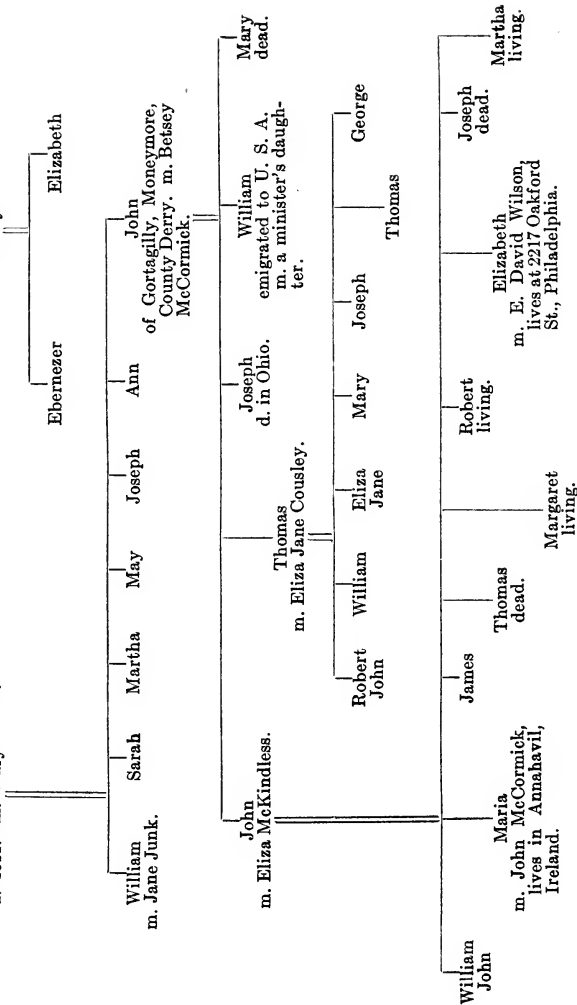 Ebernezer
Elizabeth
William
m. Jane Junk.
Sarah
Martha
May
Joseph
Ann
John
of Gortagilly, Moneymore,
County Derry. m. Betsey
McCormick.
John
m. Eliza McKindless.
Thomas
m. Eliza Jane Cousley.
Joseph
d. in Ohio.
William
emigrated to U. S. A.
m. a minister's daugh-
ter.
Mary
dead.
Robert
John
William
Eliza
Jane
Mary
Joseph
Thomas
George
William
John
Maria
m. John McCormick,
lives in Annahavil,
Ireland.
James
Thomas
dead.
Margaret
living.
Robert
living.
Elizabeth
m. E. David Wilson,
lives at 2217 Oakford
St., Philadelphia.
Joseph
dead.
Martha
living.